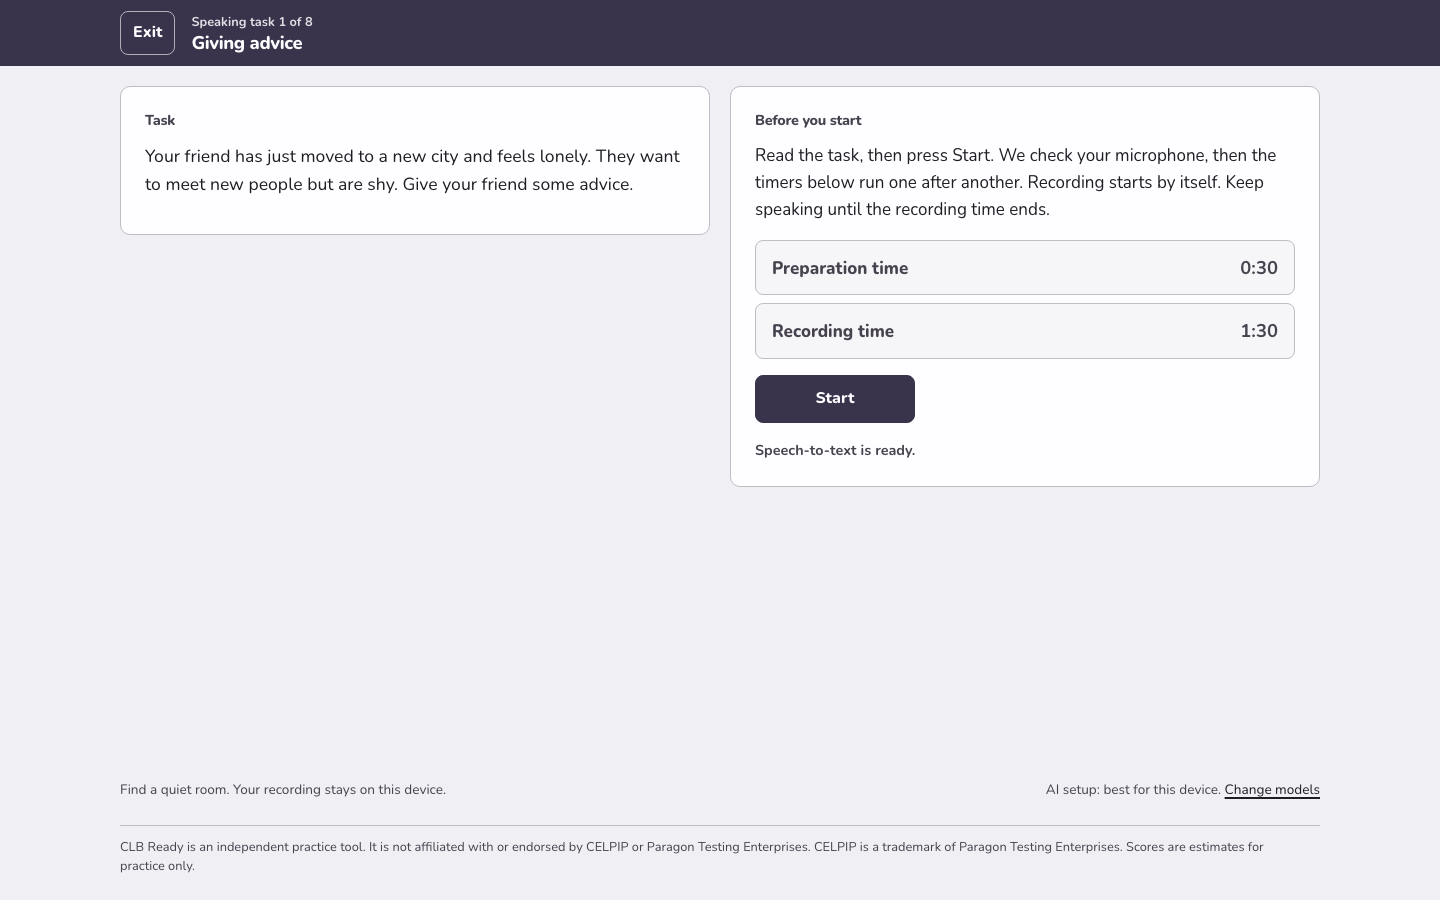 Exit
Speaking task 1 of 8
Giving advice
Task
Your friend has just moved to a new city and feels lonely. They want
to meet new people but are shy. Give your friend some advice.
Before you start
Read the task, then press Start. We check your microphone, then the
timers below run one after another. Recording starts by itself. Keep
speaking until the recording time ends.
Preparation time 0:30
Recording time 1:30
Start
Speech-to-text is ready.
Find a quiet room. Your recording stays on this device.
AI setup: best for this device. Change models
CLB Ready is an independent practice tool. It is not affiliated with or endorsed by CELPIP or Paragon Testing Enterprises. CELPIP is a trademark of Paragon Testing Enterprises. Scores are estimates for
practice only.